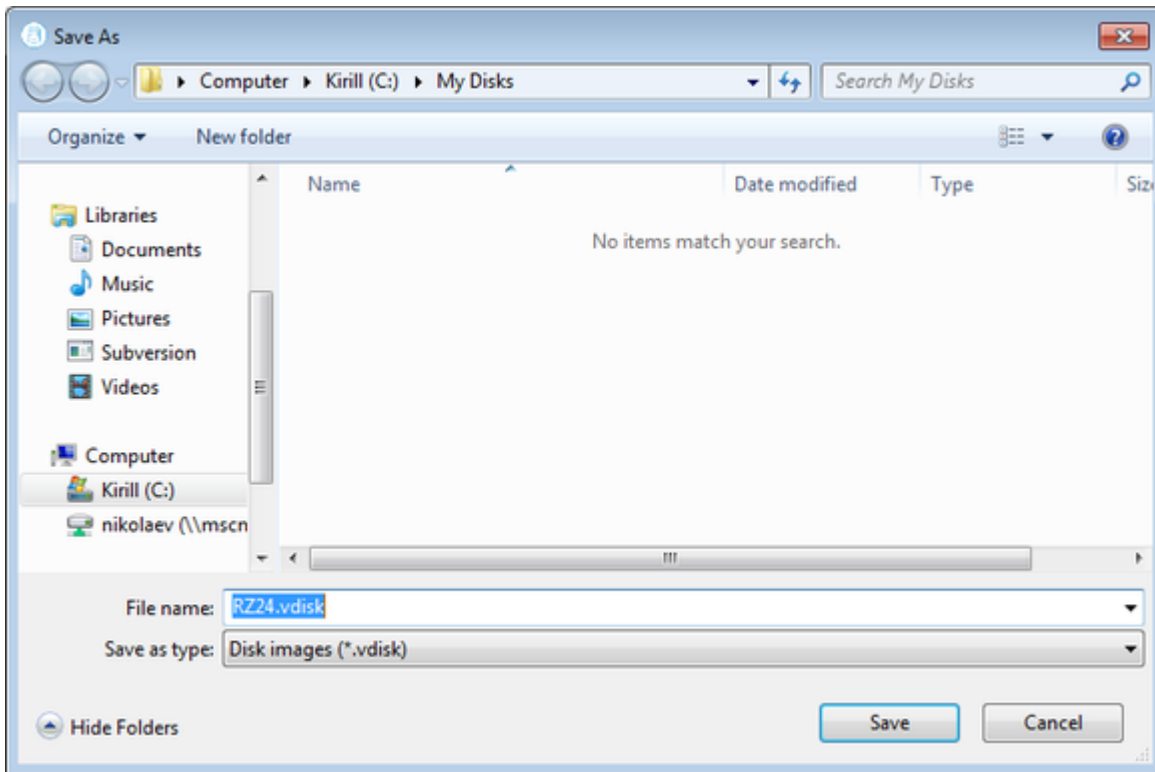 Save As
Computer Kirill (C:) My Disks Search My Disks
Organize New folder
Name Date modified Type
Libraries
No items match your search.
Documents
Music
Pictures
Subversion
Videos
Computer
Kirill (C:)
nikolaev (\\mscn
File name: RZ24.vdisk
Save as type: Disk images (*.vdisk)
Hide Folders Save Cancel